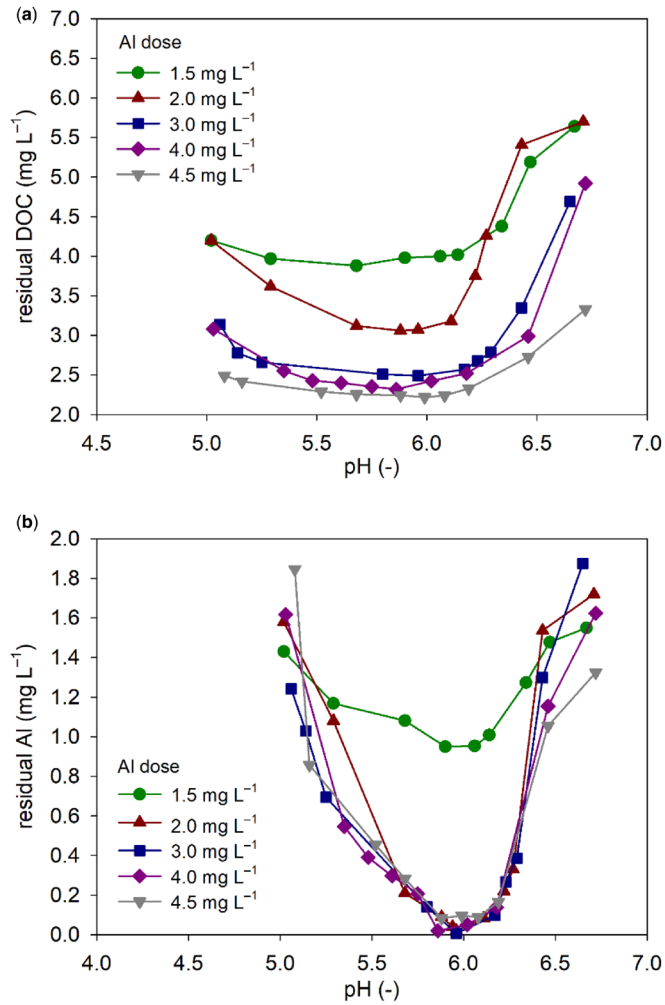 (a)
7.0
Al dose
6.5
1.5 mg L⁻¹
6.0
2.0 mg L⁻¹
5.5
3.0 mg L⁻¹
4.0 mg L⁻¹
5.0
4.5 mg L⁻¹
4.5
4.0
3.5
3.0
2.5
2.0
residual DOC (mg L⁻¹)
4.5 5.0 5.5 6.0 6.5 7.0
pH (-)
(b)
2.0
1.8
1.6
1.4
1.2
1.0
0.8
Al dose
1.5 mg L⁻¹
0.6
2.0 mg L⁻¹
3.0 mg L⁻¹
0.4
4.0 mg L⁻¹
0.2
4.5 mg L⁻¹
0.0
residual Al (mg L⁻¹)
4.0 4.5 5.0 5.5 6.0 6.5 7.0
pH (-)